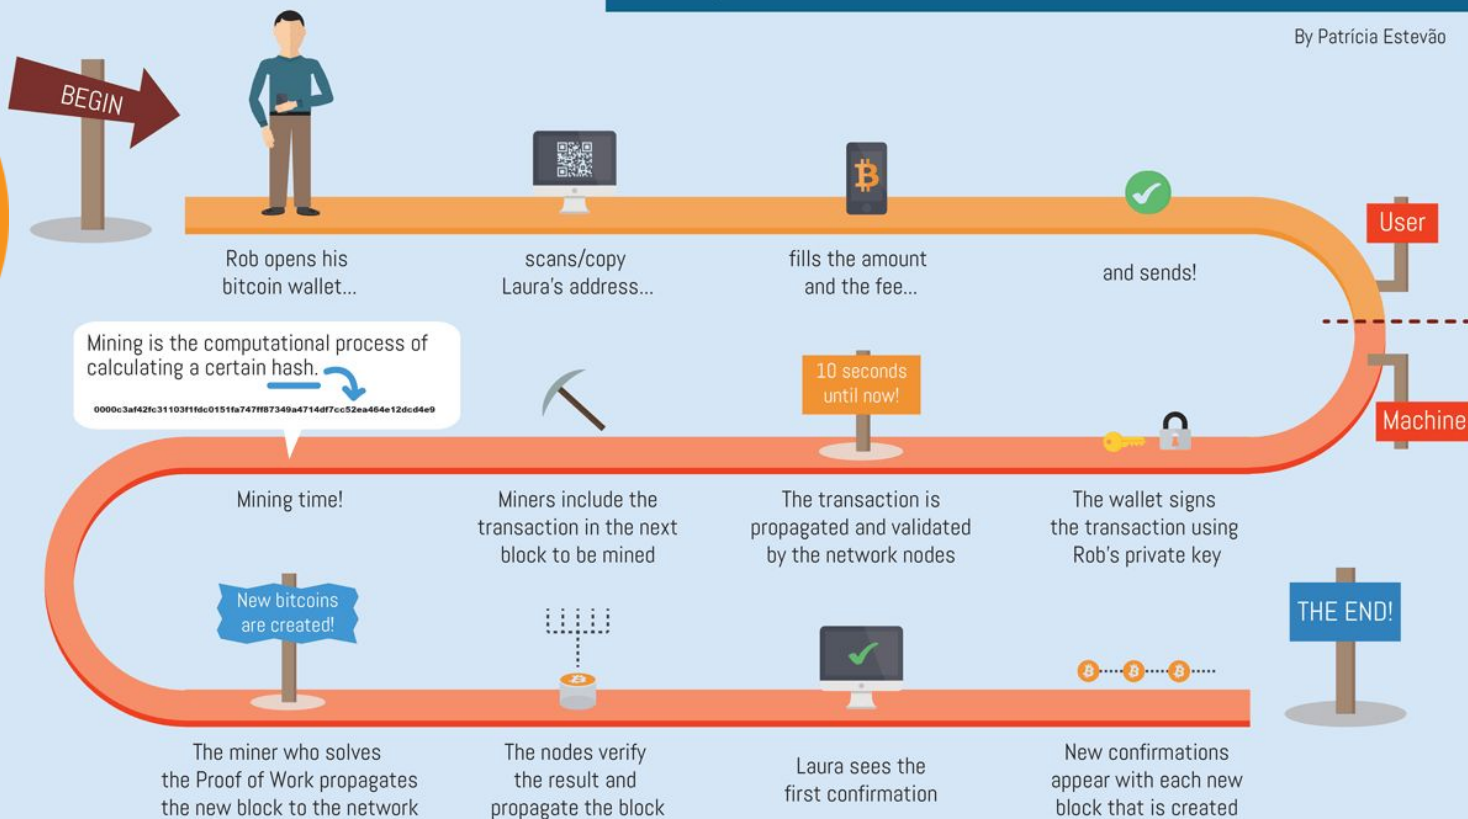 By Patrícia Estevão
BEGIN
Rob opens his
bitcoin wallet...
scans/copy
Laura's address...
fills the amount
and the fee...
and sends!
User
Machine
The wallet signs
the transaction using
Rob's private key
10 seconds
until now!
The transaction is
propagated and validated
by the network nodes
Miners include the
transaction in the next
block to be mined
Mining is the computational process of
calculating a certain hash.
0000c3af42fc31103f1fdc0151fa747ff87349a4714df7cc52ea464e12dcd4e9
Mining time!
New bitcoins
are created!
The miner who solves
the Proof of Work propagates
the new block to the network
The nodes verify
the result and
propagate the block
Laura sees the
first confirmation
New confirmations
appear with each new
block that is created
THE END!